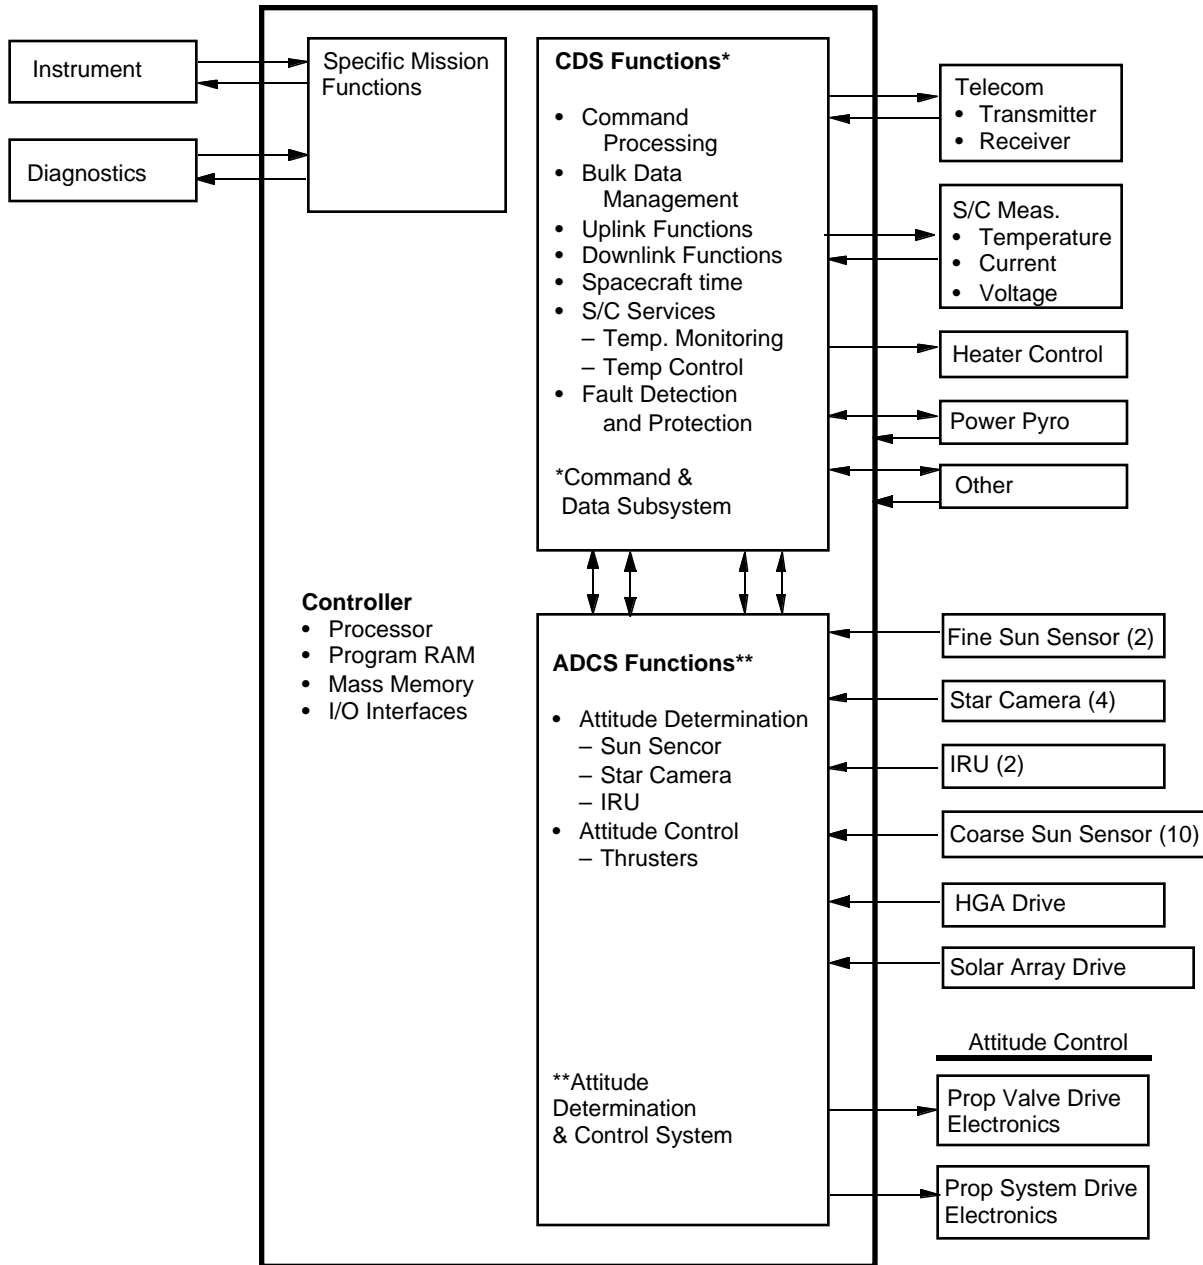 Instrument
Diagnostics
Specific Mission
Functions
CDS Functions*
• Command
Processing
• Bulk Data
Management
• Uplink Functions
• Downlink Functions
• Spacecraft time
• S/C Services
– Temp. Monitoring
– Temp Control
• Fault Detection
and Protection
*Command &
Data Subsystem
Telecom
• Transmitter
• Receiver
S/C Meas.
• Temperature
• Current
• Voltage
Heater Control
Power Pyro
Other
Controller
• Processor
• Program RAM
• Mass Memory
• I/O Interfaces
ADCS Functions**
• Attitude Determination
– Sun Sencor
– Star Camera
– IRU
• Attitude Control
– Thrusters
**Attitude
Determination
& Control System
Fine Sun Sensor (2)
Star Camera (4)
IRU (2)
Coarse Sun Sensor (10)
HGA Drive
Solar Array Drive
Attitude Control
Prop Valve Drive
Electronics
Prop System Drive
Electronics